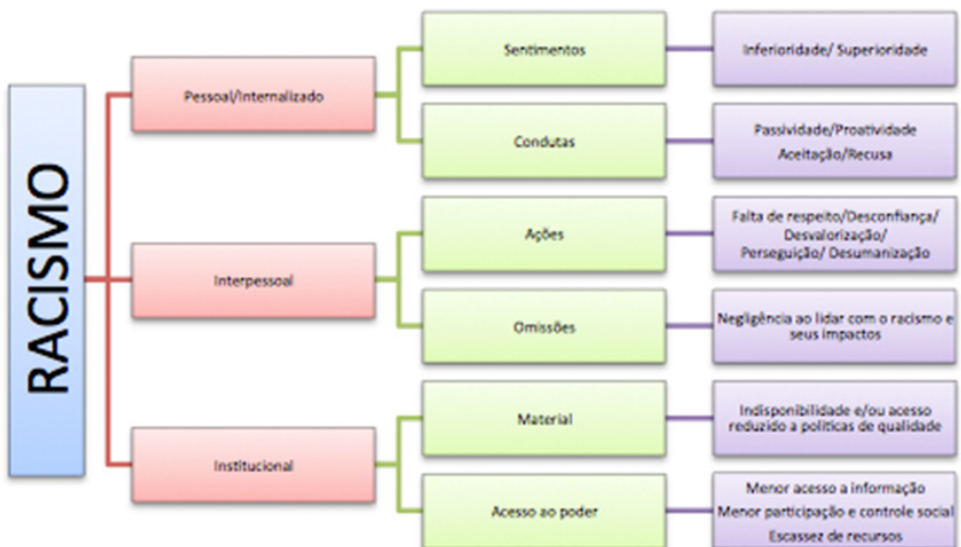 RACISMO
Pessoal/Internalizado
Sentimentos
Inferioridade/ Superioridade
Condutas
Passividade/Proatividade
Aceitação/Recusa
Interpessoal
Ações
Falta de respeito/Desconfiança/
Desvalorização/
Perseguição/ Desumanização
Omissões
Negligência ao lidar com o racismo e
seus impactos
Institucional
Material
Indisponibilidade e/ou acesso
reduzido a políticas de qualidade
Acesso ao poder
Menor acesso a informação
Menor participação e controle social
Escassez de recursos